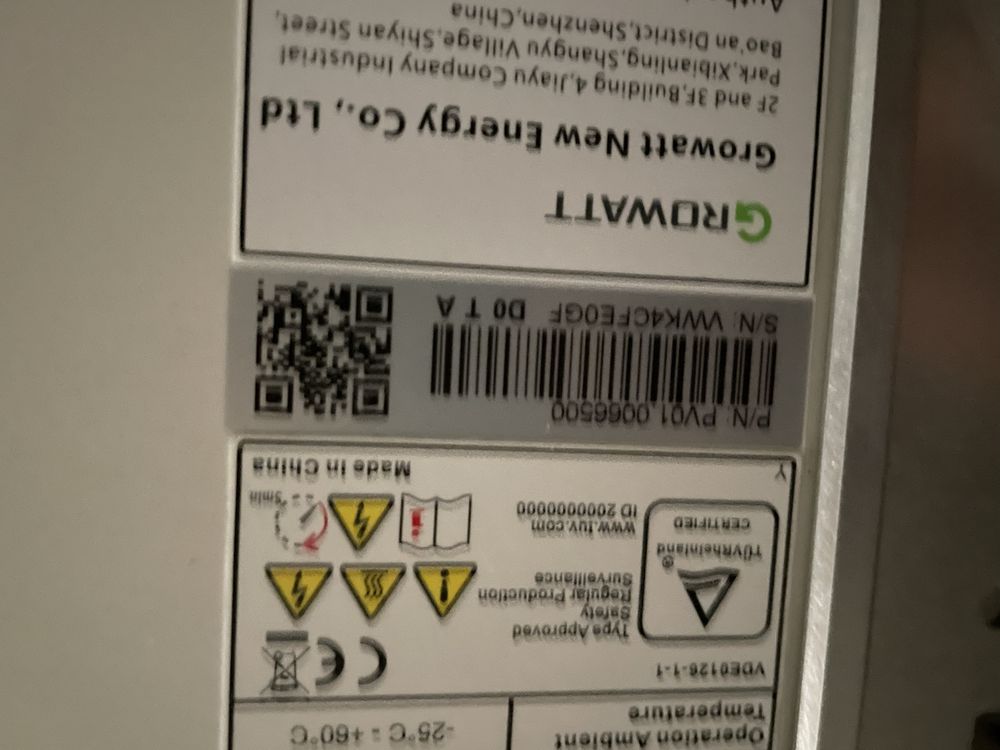 Operation Ambient
Temperature
-25°C - +60°C
VDE0126-1-1
Type Approved
Safety
Regular Production
Surveillance
www.tuv.com
ID 2000000000
®
TÜVRheinland
CERTIFIED
CE
5min
Y
Made in China
P/N: PV01.0066500
S/N: VWK4CFE0GF D0 T A
GROWATT
Growatt New Energy Co., Ltd
2F and 3F,Building 4,Jiayu Company Industrial
Park,Xibianlianbing,Shangyu Village,Shiyan Street,
Bao'an District,Shenzhen,China